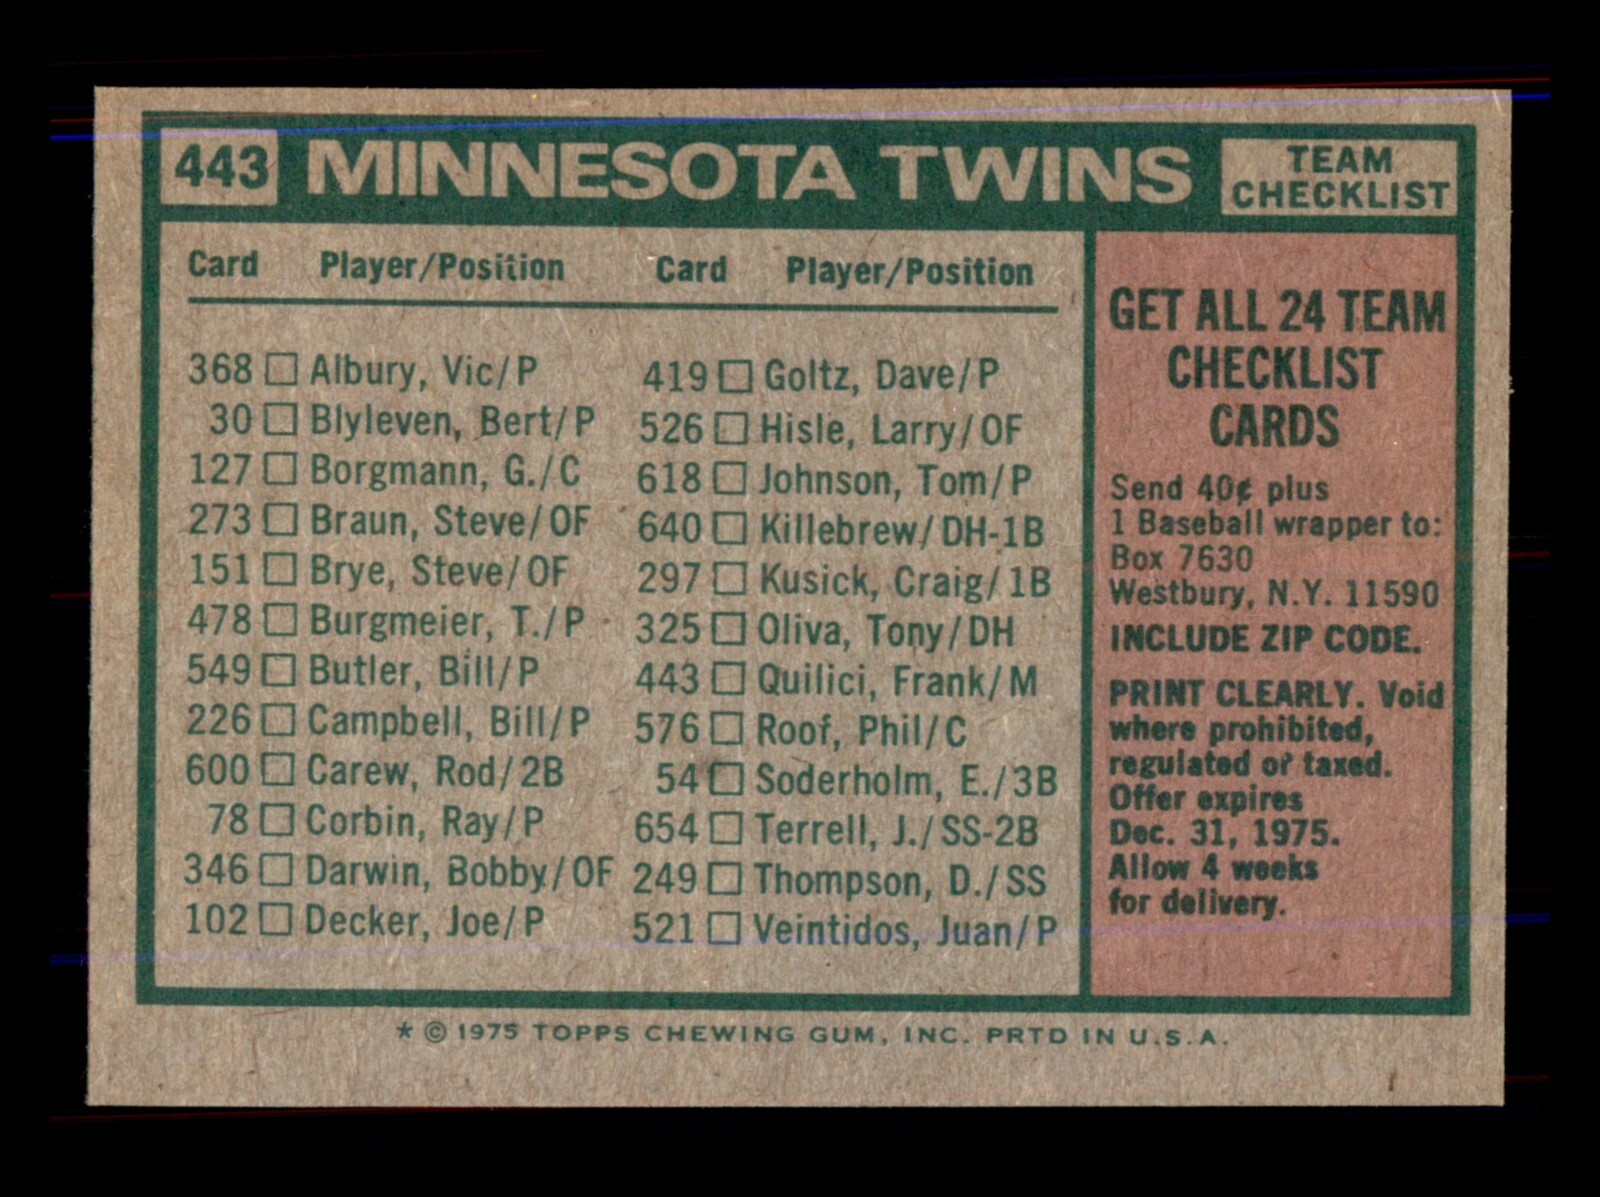 443 MINNESOTA TWINS TEAM CHECKLIST
Card Player/Position Card Player/Position
368 □ Albury, Vic/P
30 □ Blyleven, Bert/P
127 □ Borgmann, G./C
273 □ Braun, Steve/OF
151 □ Brye, Steve/OF
478 □ Burgmeier, T./P
549 □ Butler, Bill/P
226 □ Campbell, Bill/P
600 □ Carew, Rod/2B
78 □ Corbin, Ray/P
346 □ Darwin, Bobby/OF
102 □ Decker, Joe/P
419 □ Goltz, Dave/P
526 □ Hisle, Larry/OF
618 □ Johnson, Tom/P
640 □ Killebrew/DH-1B
297 □ Kusick, Craig/1B
325 □ Oliva, Tony/DH
443 □ Quilici, Frank/M
576 □ Roof, Phil/C
54 □ Soderholm, E./3B
654 □ Terrell, J./SS-2B
249 □ Thompson, D./SS
521 □ Veintidos, Juan/P
GET ALL 24 TEAM
CHECKLIST
CARDS
Send 40¢ plus
1 Baseball wrapper to:
Box 7630
Westbury, N.Y. 11590
INCLUDE ZIP CODE.
PRINT CLEARLY. Void
where prohibited,
regulated or taxed.
Offer expires
Dec. 31, 1975.
Allow 4 weeks
for delivery.
* © 1975 TOPPS CHEWING GUM, INC. PRTD IN U.S.A.